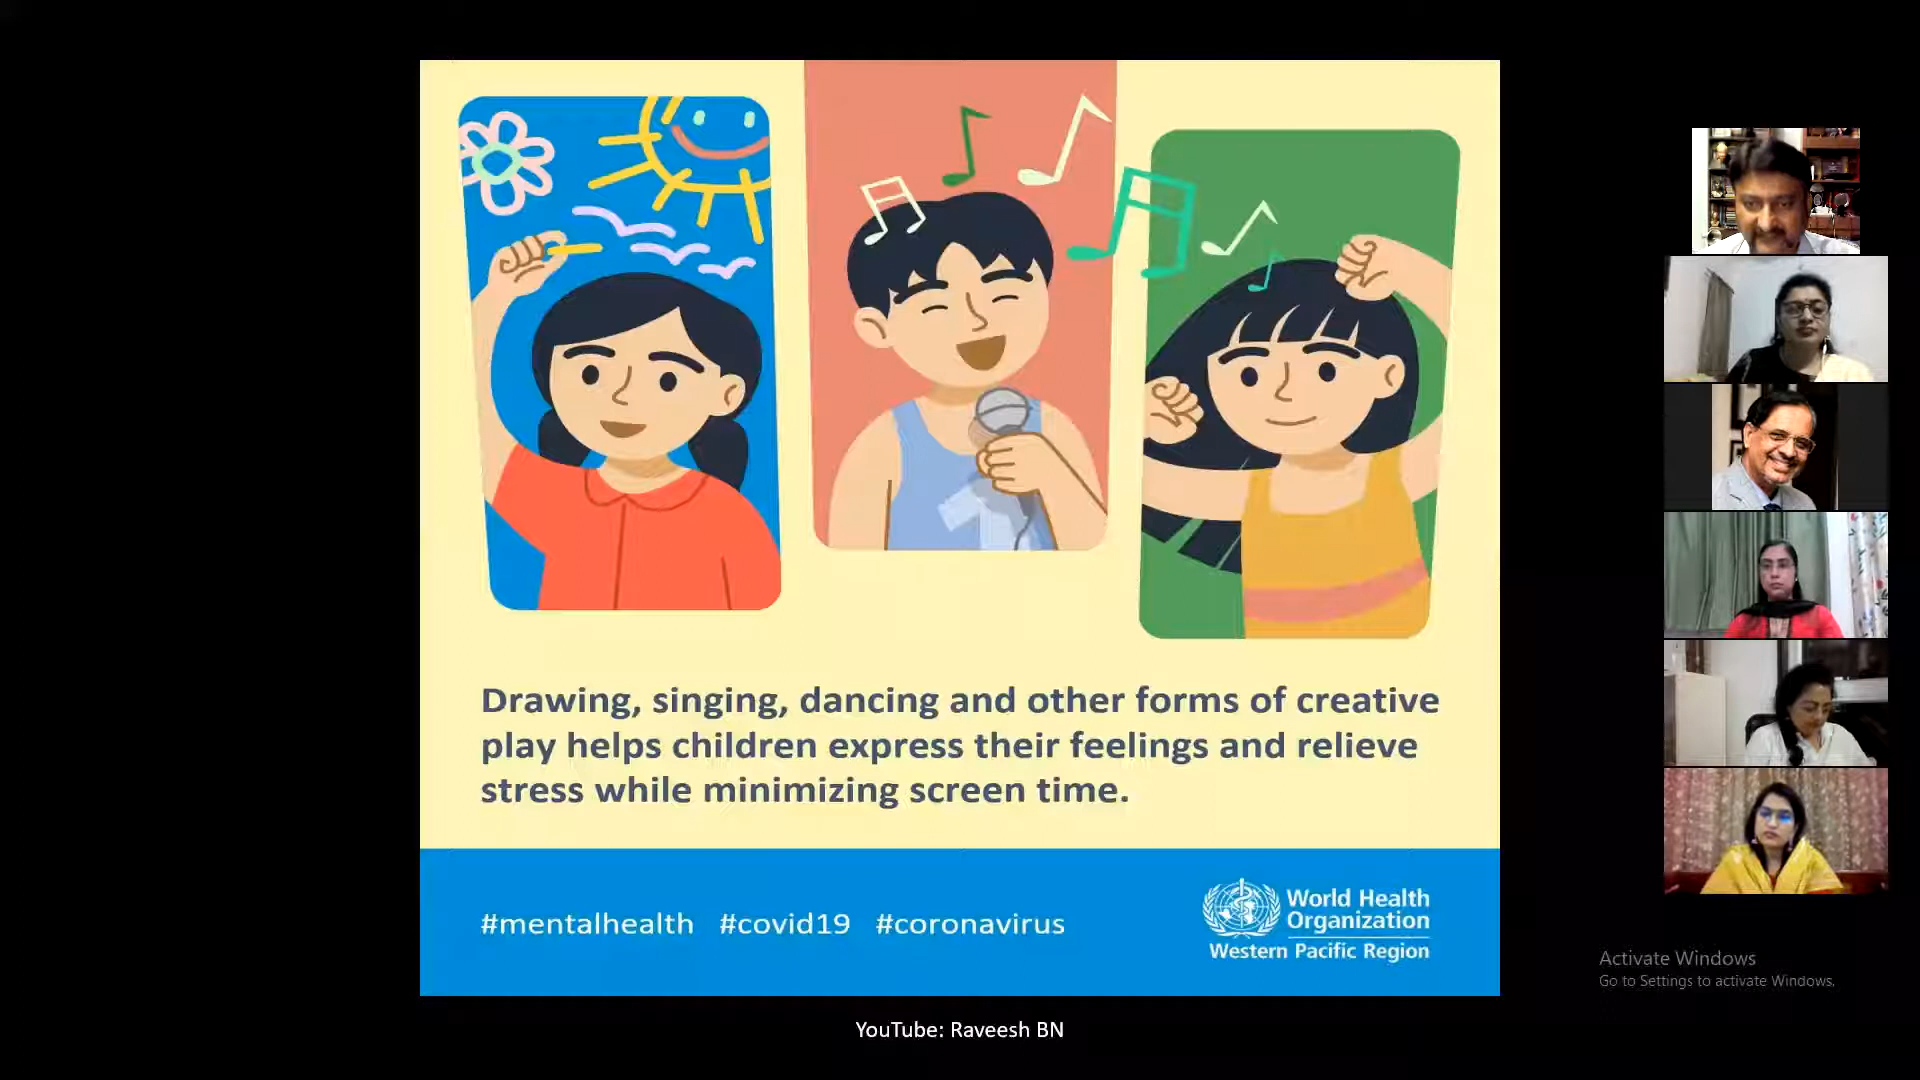 Drawing, singing, dancing and other forms of creative
play helps children express their feelings and relieve
stress while minimizing screen time.
#mentalhealth #covid19 #coronavirus
World Health
Organization
Western Pacific Region
Activate Windows
Go to Settings to activate Windows.
YouTube: Raveesh BN